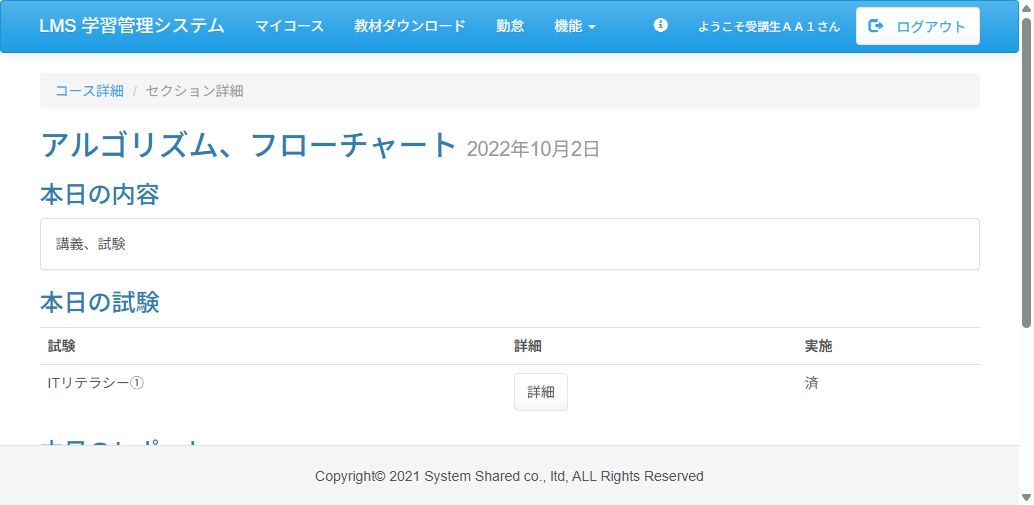 LMS 学習管理システム マイコース 教材ダウンロード 勤怠 機能 ようこそ受講生ＡＡ１さん ログアウト
コース詳細 / セクション詳細
アルゴリズム、フローチャート 2022年10月2日
本日の内容
講義、試験
本日の試験
試験 詳細 実施
ITリテラシー① 詳細 済
Copyright© 2021 System Shared co., ltd, ALL Rights Reserved